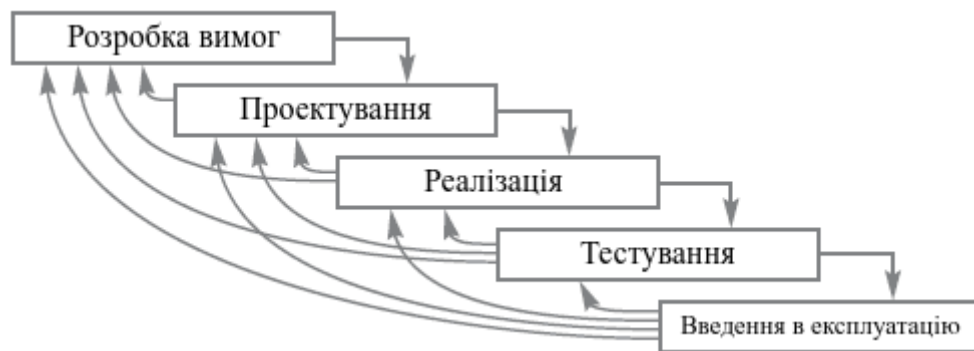 Розробка вимог
Проектування
Реалізація
Тестування
Введення в експлуатацію